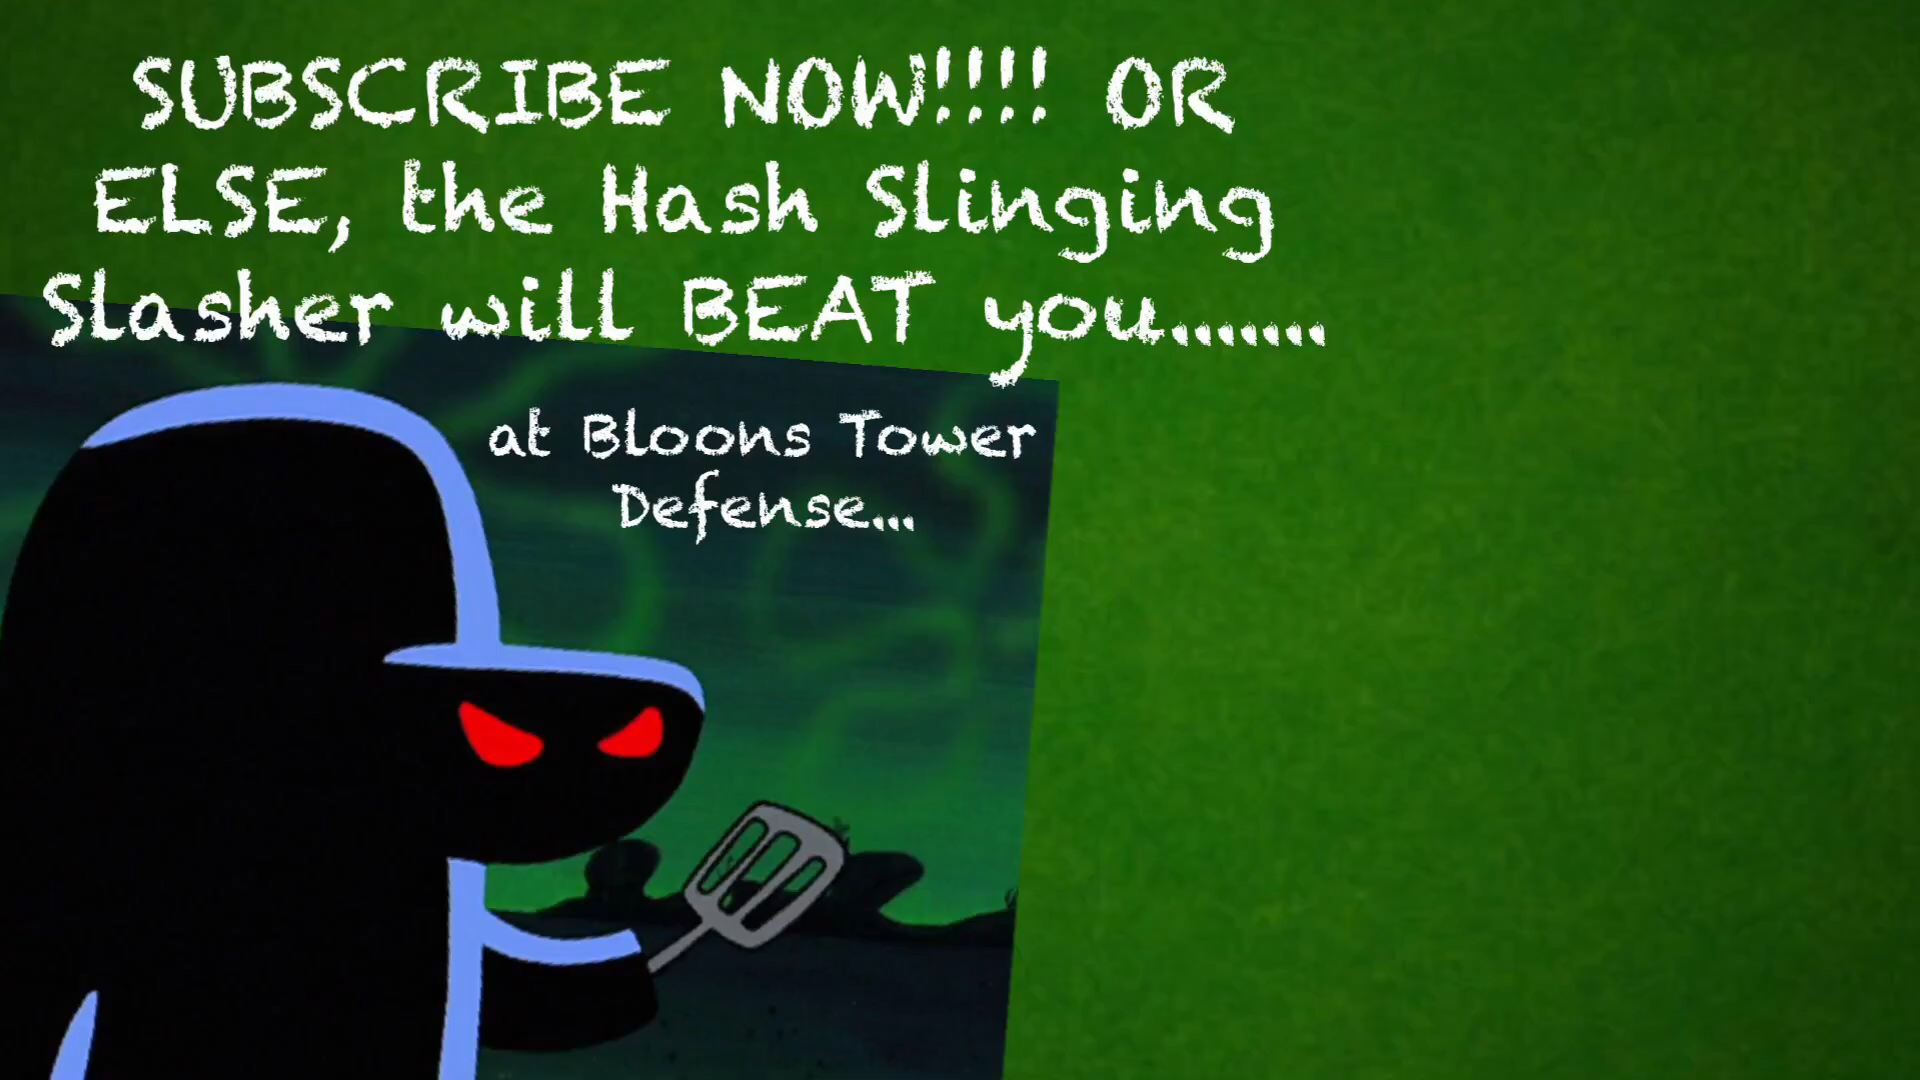 SUBSCRIBE NOW!!!! OR
ELSE, the Hash Slinging
Slasher will BEAT you.......
at Bloons Tower
Defense...